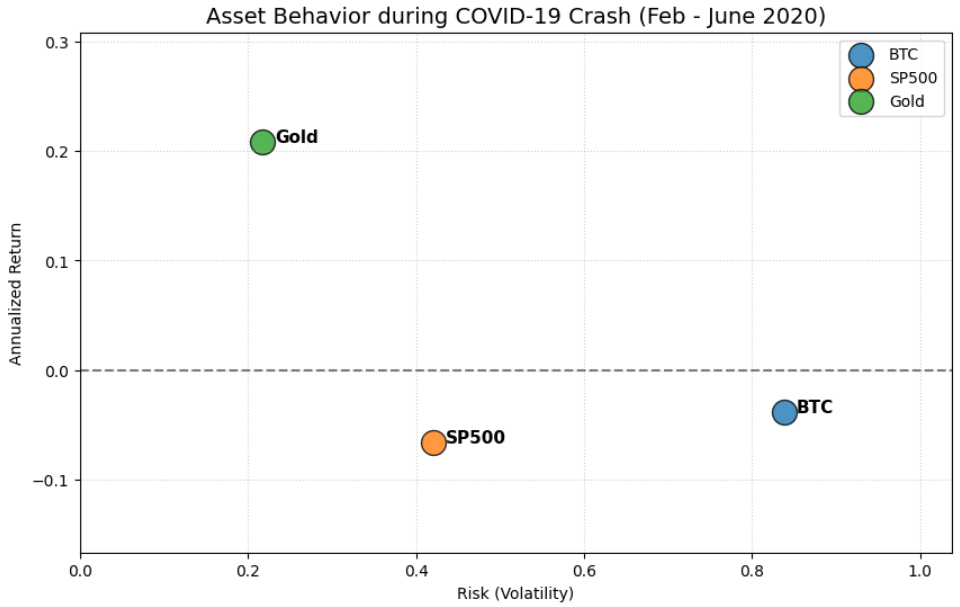 Asset Behavior during COVID-19 Crash (Feb - June 2020)
BTC
SP500
Gold
0.3
0.2
0.1
0.0
−0.1
Annualized Return
Gold
SP500
BTC
0.0 0.2 0.4 0.6 0.8 1.0
Risk (Volatility)